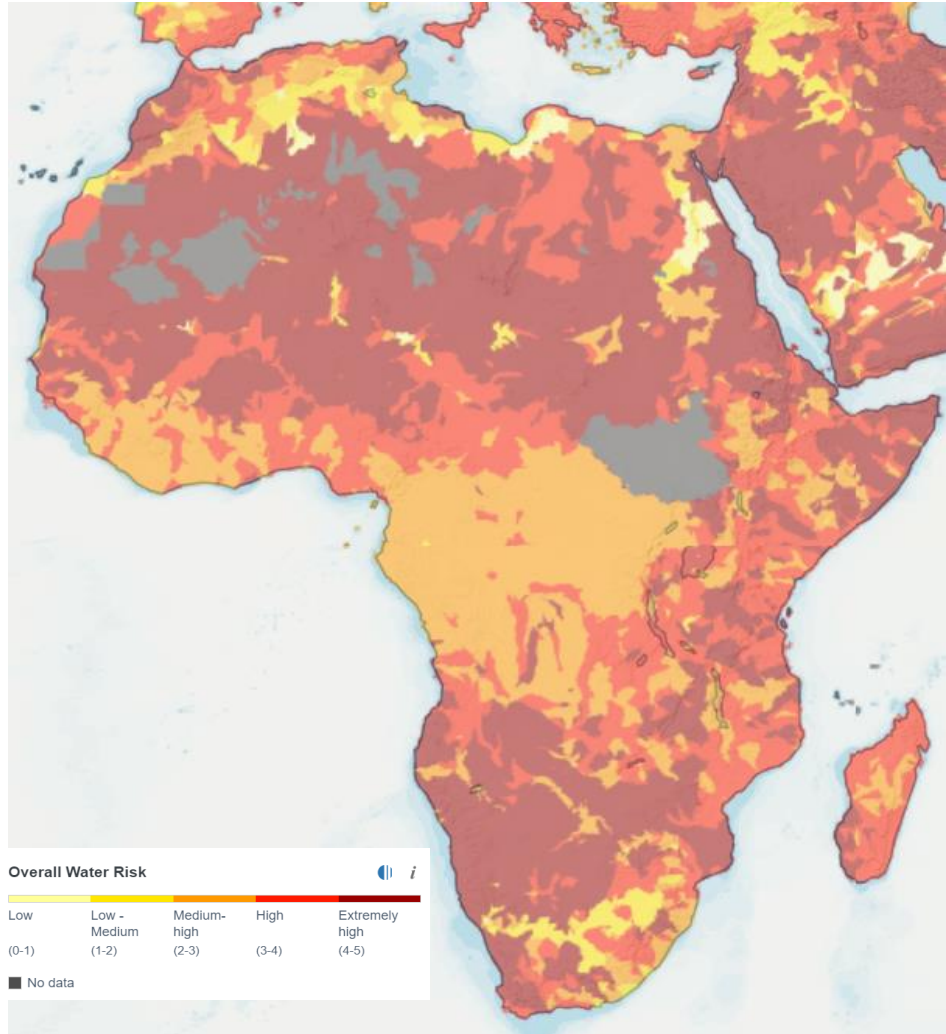 Overall Water Risk i
Low Low - Medium- High Extremely
Medium high high
(0-1) (1-2) (2-3) (3-4) (4-5)
No data